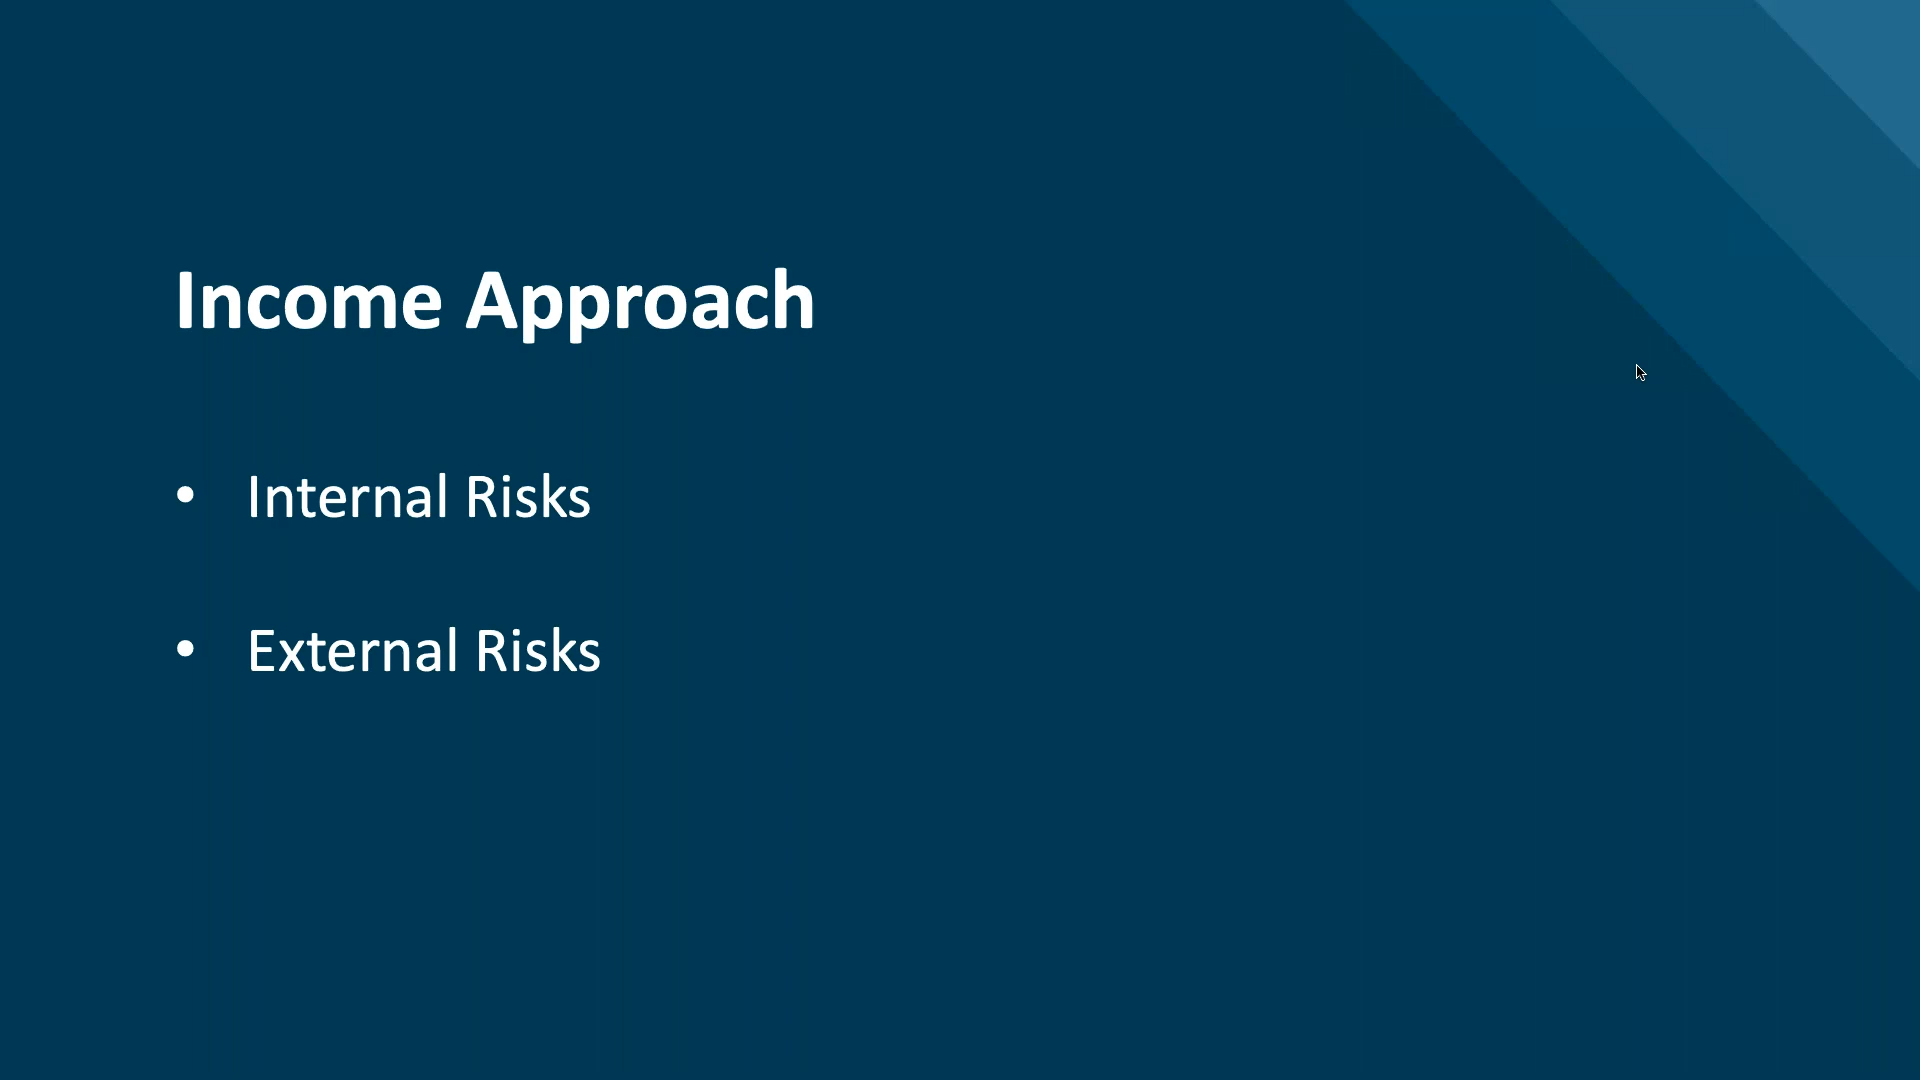 Income Approach
• Internal Risks
• External Risks